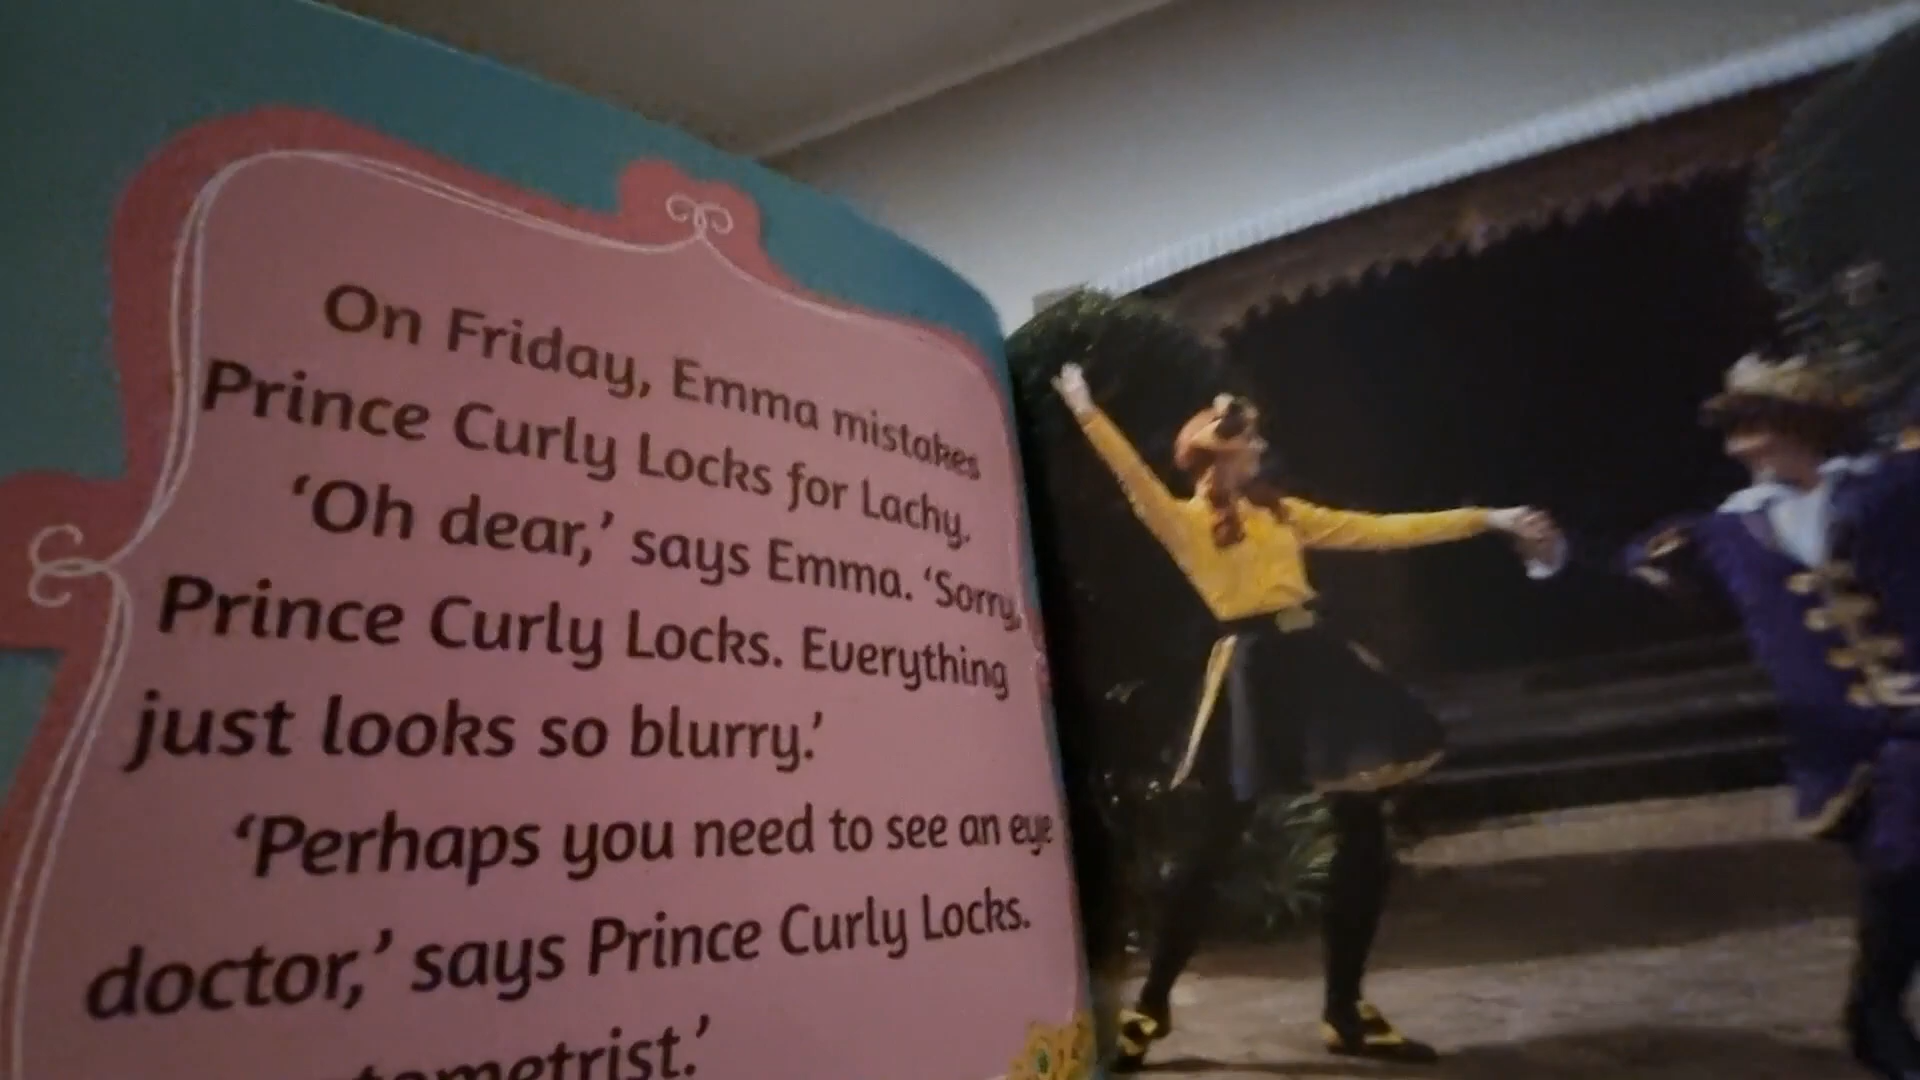 On Friday, Emma mistakes
Prince Curly Locks for Lachy.
‘Oh dear,’ says Emma. ‘Sorry,
Prince Curly Locks. Everything
just looks so blurry.’
‘Perhaps you need to see an eye
doctor,’ says Prince Curly Locks.